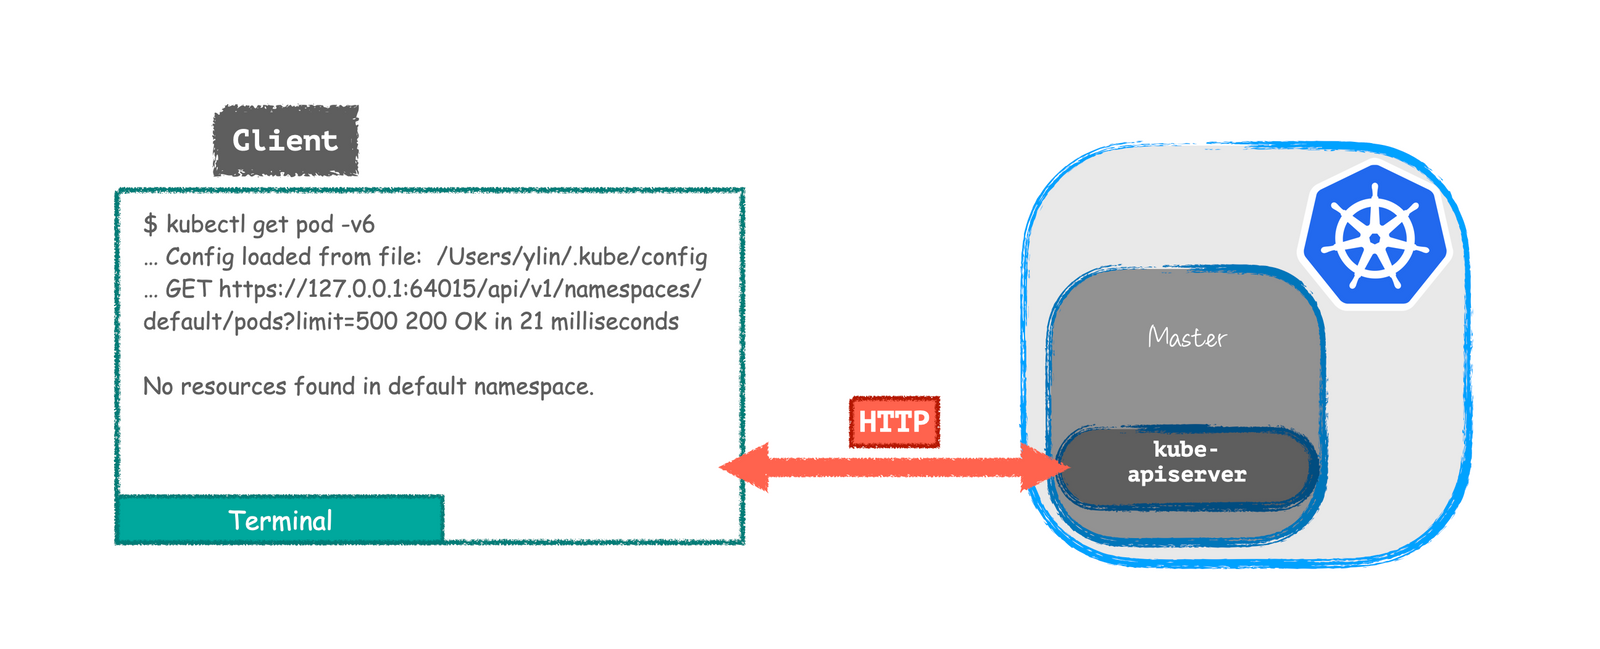 Client
$ kubectl get pod -v6
... Config loaded from file:  /Users/ylin/.kube/config
... GET https://127.0.0.1:64015/api/v1/namespaces/
default/pods?limit=500 200 OK in 21 milliseconds
No resources found in default namespace.
Terminal
HTTP
Master
kube-
apiserver